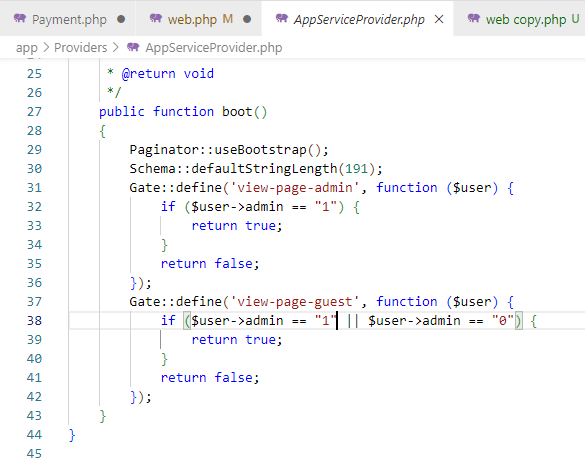 Payment.php ● web.php M ● AppServiceProvider.php × web copy.php U
app > Providers > AppServiceProvider.php
25 * @return void
26 */
27 public function boot()
28 {
29 Paginator::useBootstrap();
30 Schema::defaultStringLength(191);
31 Gate::define('view-page-admin', function ($user) {
32 if ($user->admin == "1") {
33 return true;
34 }
35 return false;
36 });
37 Gate::define('view-page-guest', function ($user) {
38 if ($user->admin == "1" || $user->admin == "0") {
39 return true;
40 }
41 return false;
42 });
43 }
44 }
45